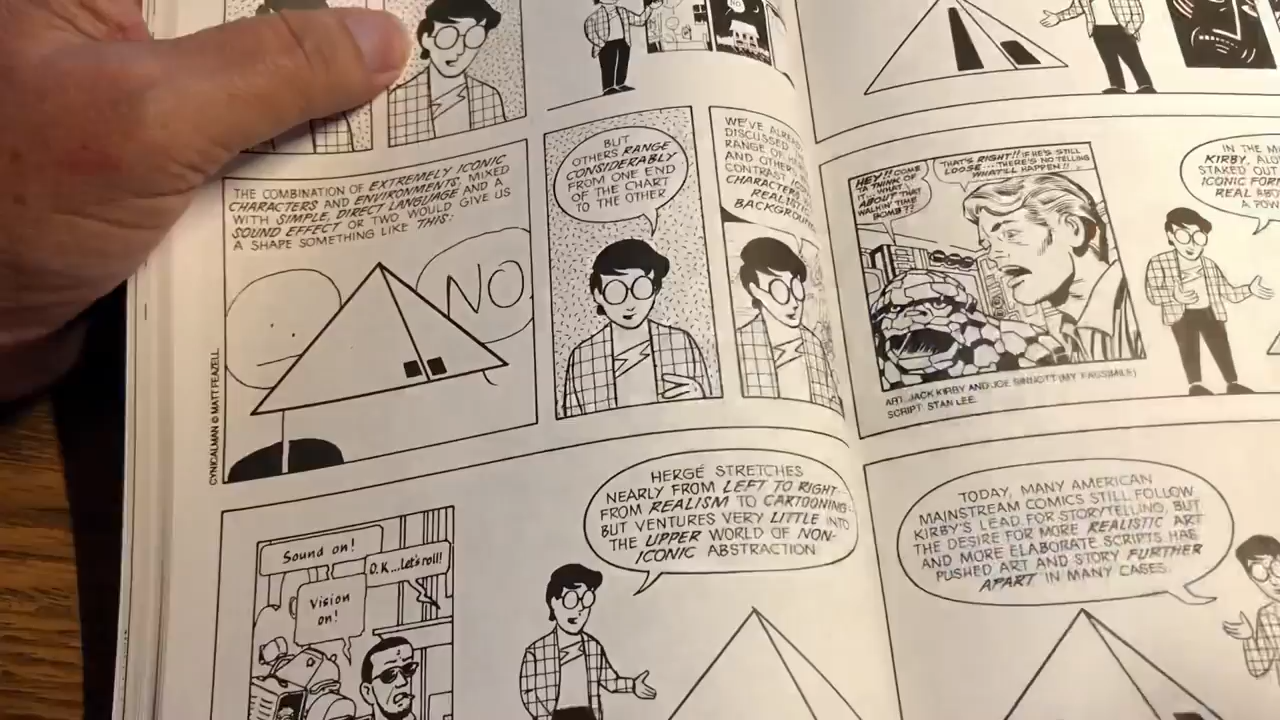 NO
THE COMBINATION OF EXTREMELY ICONIC
CHARACTERS AND ENVIRONMENTS, MIXED
WITH SIMPLE, DIRECT LANGUAGE AND A
SOUND EFFECT OR TWO WOULD GIVE US
A SHAPE SOMETHING LIKE THIS:
NO
CYNICALMAN © MATT FEAZELL.
BUT
OTHERS RANGE
CONSIDERABLY
FROM ONE END
OF THE CHART
TO THE OTHER
WE'VE ALREADY
DISCUSSED
RANGE OF
AND OTHER
CONTRAST
CHARACTERS
REALISTIC
BACKGROUND
Sound on!
O.K...Let's roll!
Vision
on!
HERGÉ STRETCHES
NEARLY FROM LEFT TO RIGHT--
FROM REALISM TO CARTOONING--
BUT VENTURES VERY LITTLE INTO
THE UPPER WORLD OF NON-
ICONIC ABSTRACTION
HEY!! COME
T'THINK OF
IT... WHAT
ABOUT THAT
WALKIN' TIME
BOMB??
THAT'S RIGHT!! IF HE'S STILL
LOOSE...THERE'S NO TELLING
WHAT'LL HAPPEN!!
ART: JACK KIRBY AND JOE SINNOTT (MY FACSIMILE)
SCRIPT STAN LEE.
IN THE
KIRBY,
STAKED OUT
ICONIC FORM
REAL
A
TODAY, MANY AMERICAN
MAINSTREAM COMICS STILL FOLLOW
KIRBY'S LEAD FOR STORYTELLING, BUT
THE DESIRE FOR MORE REALISTIC ART
AND MORE ELABORATE SCRIPTS HAS
PUSHED ART AND STORY FURTHER
APART IN MANY CASES.